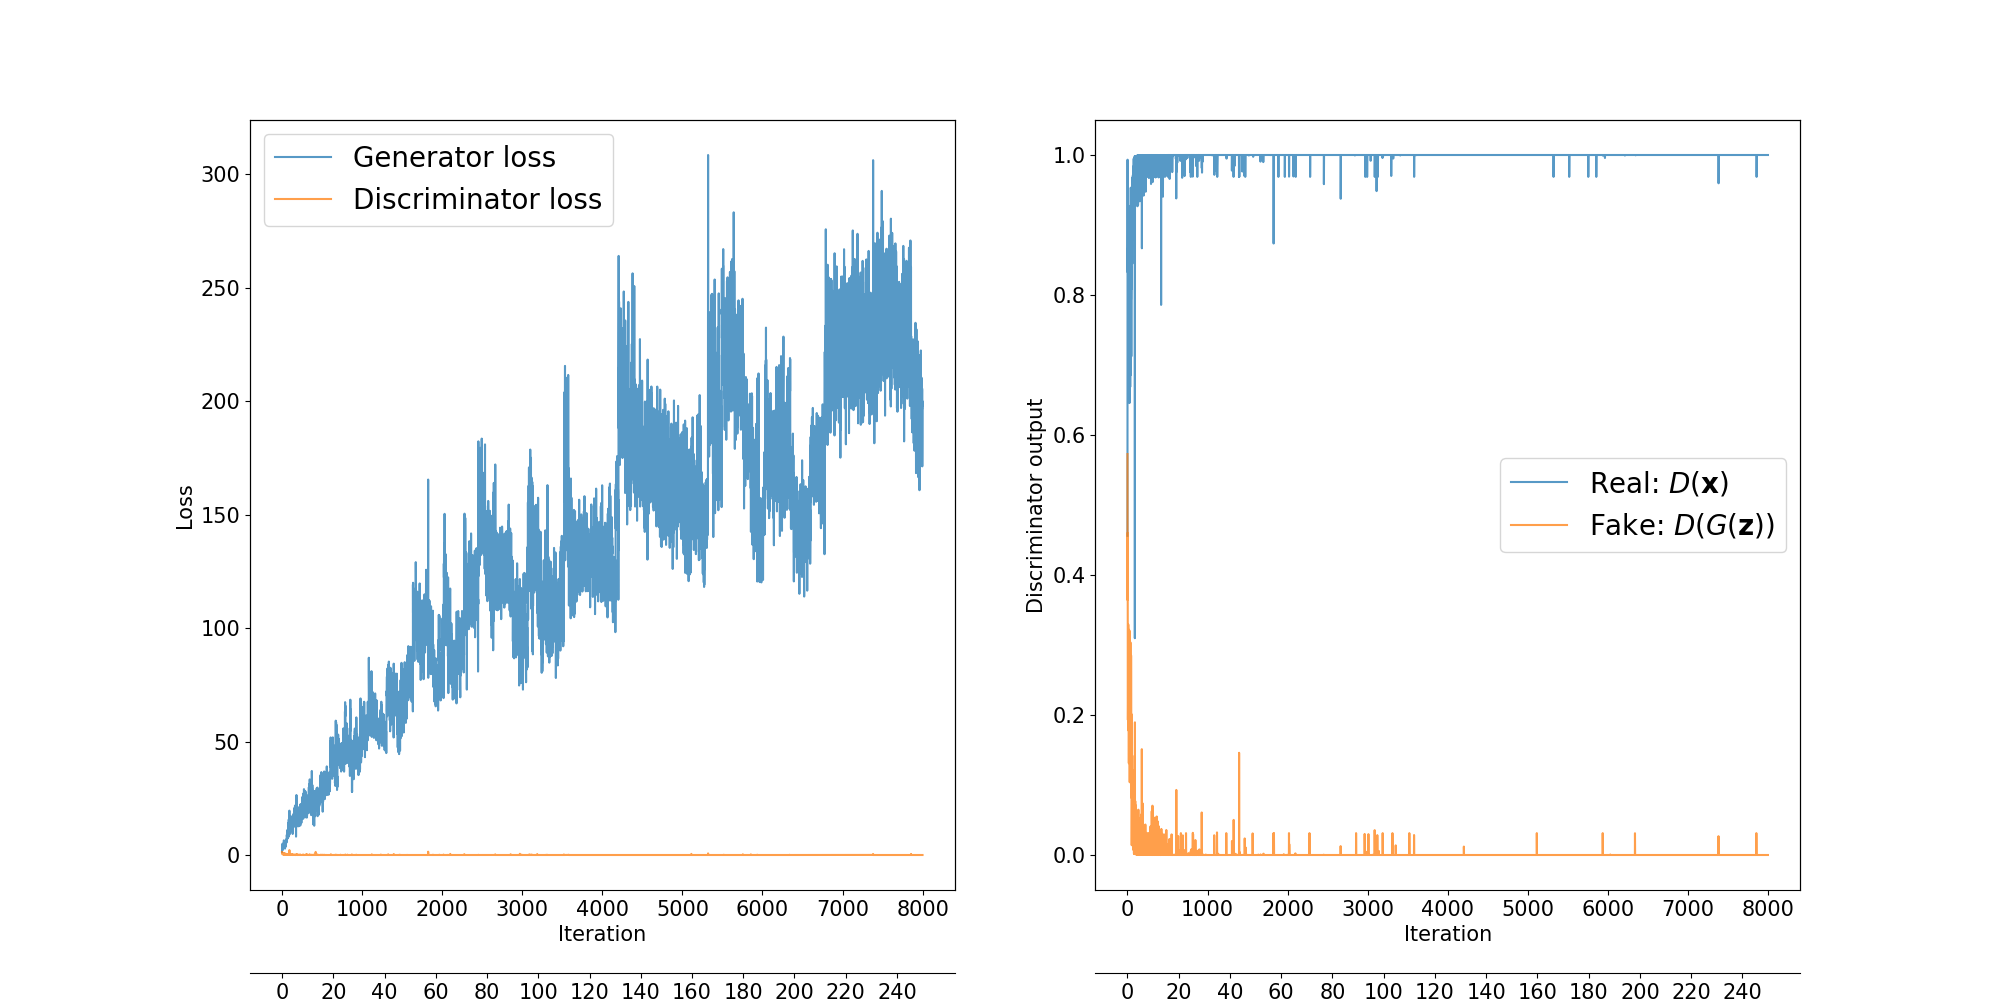 Generator loss
Discriminator loss
Loss
300
250
200
150
100
50
0
0 1000 2000 3000 4000 5000 6000 7000 8000
Iteration
0 20 40 60 80 100 120 140 160 180 200 220 240
Real: D(x)
Fake: D(G(z))
Discriminator output
1.0
0.8
0.6
0.4
0.2
0.0
0 1000 2000 3000 4000 5000 6000 7000 8000
Iteration
0 20 40 60 80 100 120 140 160 180 200 220 240